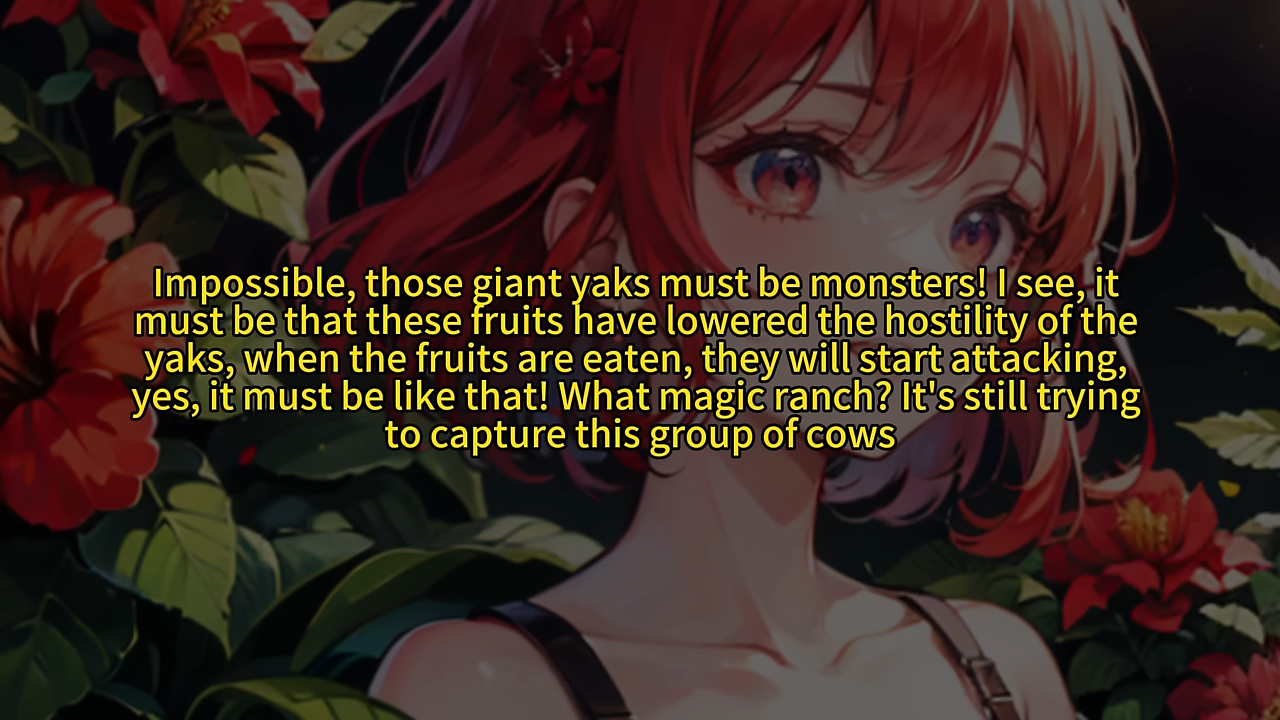 Impossible, those giant yaks must be monsters! I see, it
must be that these fruits have lowered the hostility of the
yaks, when the fruits are eaten, they will start attacking,
yes, it must be like that! What magic ranch? It's still trying
to capture this group of cows